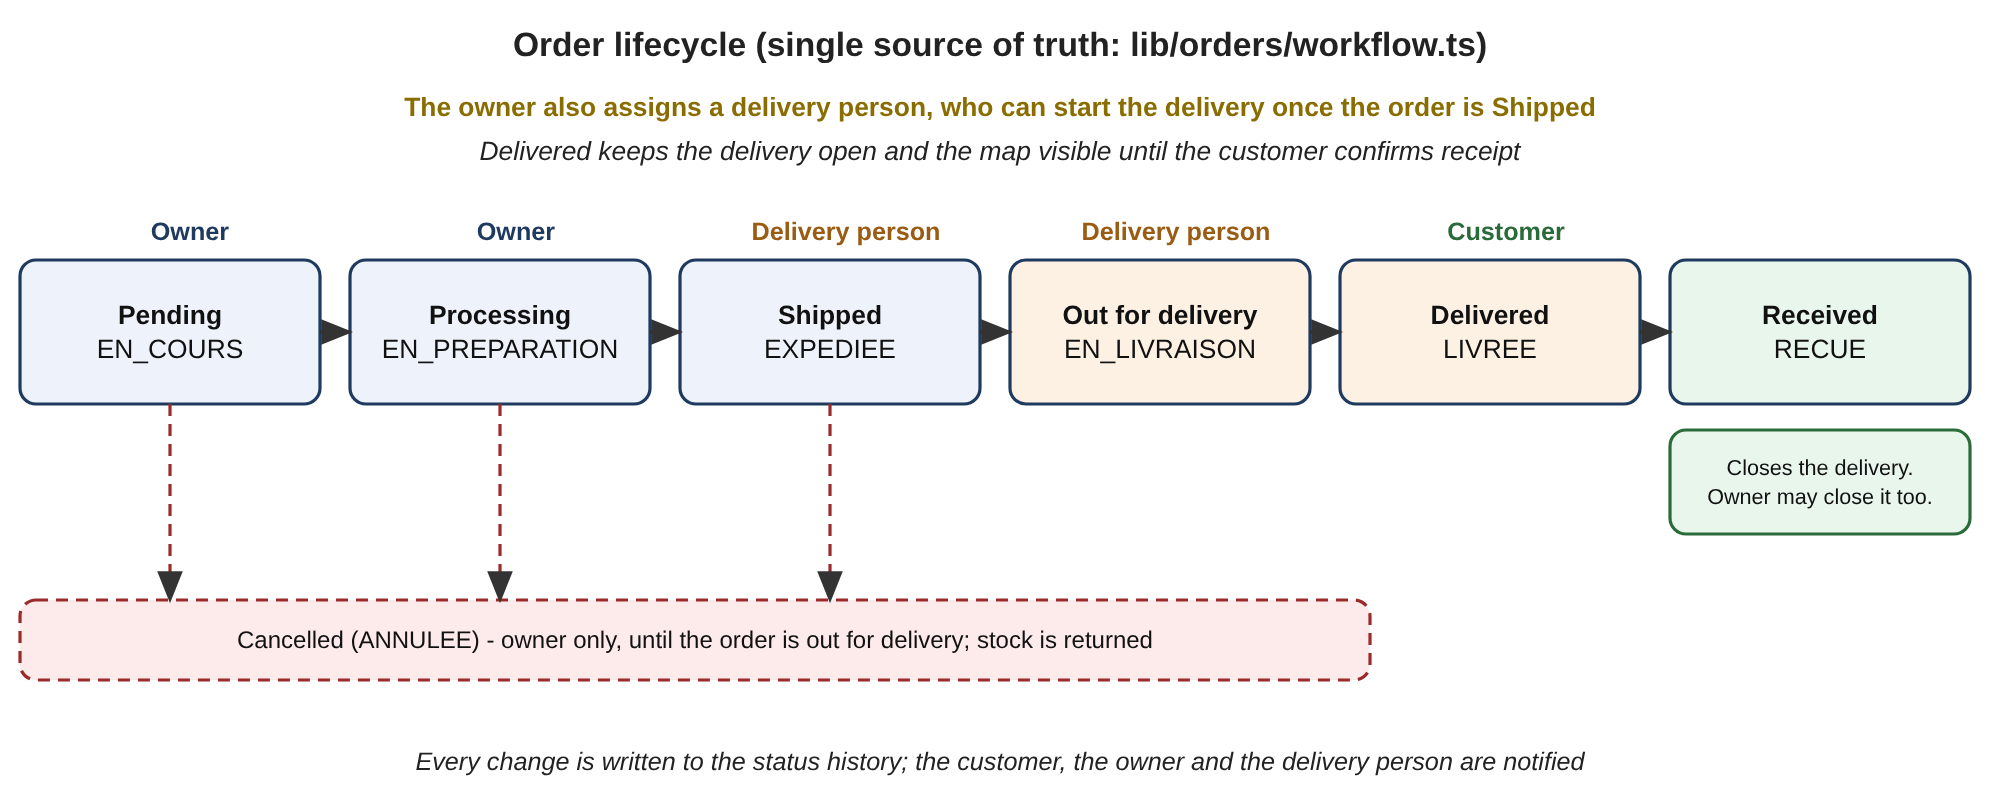 Order lifecycle (single source of truth: lib/orders/workflow.ts)
The owner also assigns a delivery person, who can start the delivery once the order is Shipped
Delivered keeps the delivery open and the map visible until the customer confirms receipt
Owner
Owner
Delivery person
Delivery person
Customer
Pending
EN_COURS
Processing
EN_PREPARATION
Shipped
EXPEDIEE
Out for delivery
EN_LIVRAISON
Delivered
LIVREE
Received
RECUE
Closes the delivery.
Owner may close it too.
Cancelled (ANNULEE) - owner only, until the order is out for delivery; stock is returned
Every change is written to the status history; the customer, the owner and the delivery person are notified